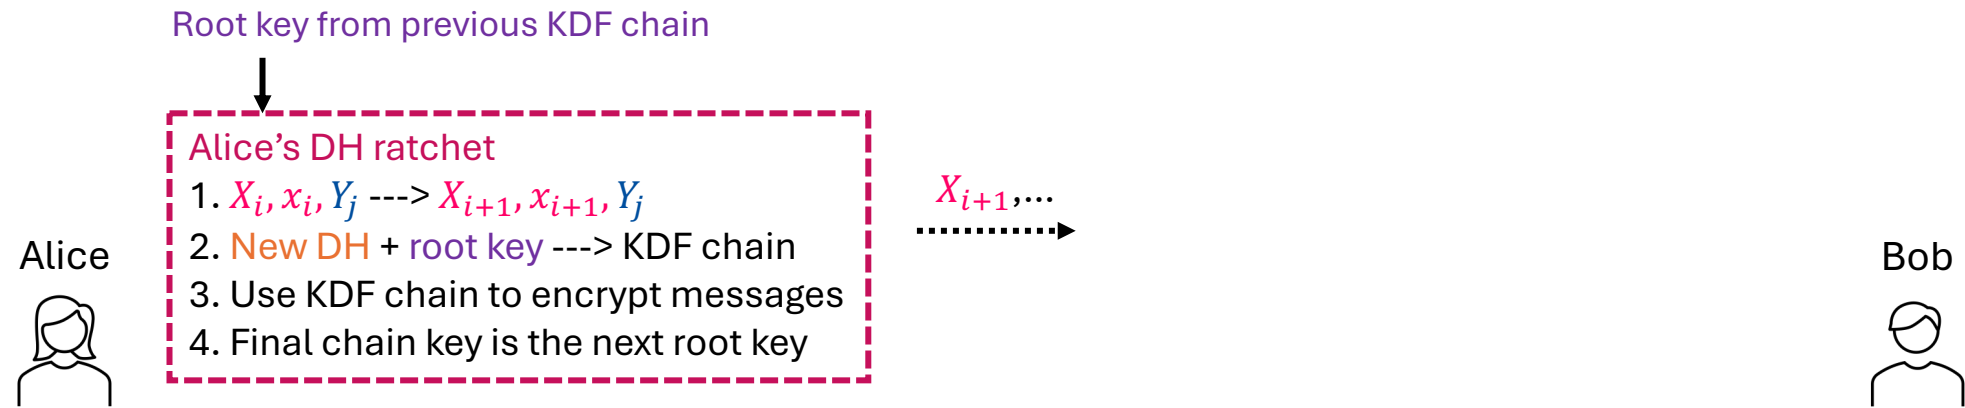 Root key from previous KDF chain
Alice’s DH ratchet
1. Xᵢ, xᵢ, Yⱼ ---> Xᵢ₊₁, xᵢ₊₁, Yⱼ
2. New DH + root key ---> KDF chain
3. Use KDF chain to encrypt messages
4. Final chain key is the next root key
Xᵢ₊₁,...
Alice
Bob